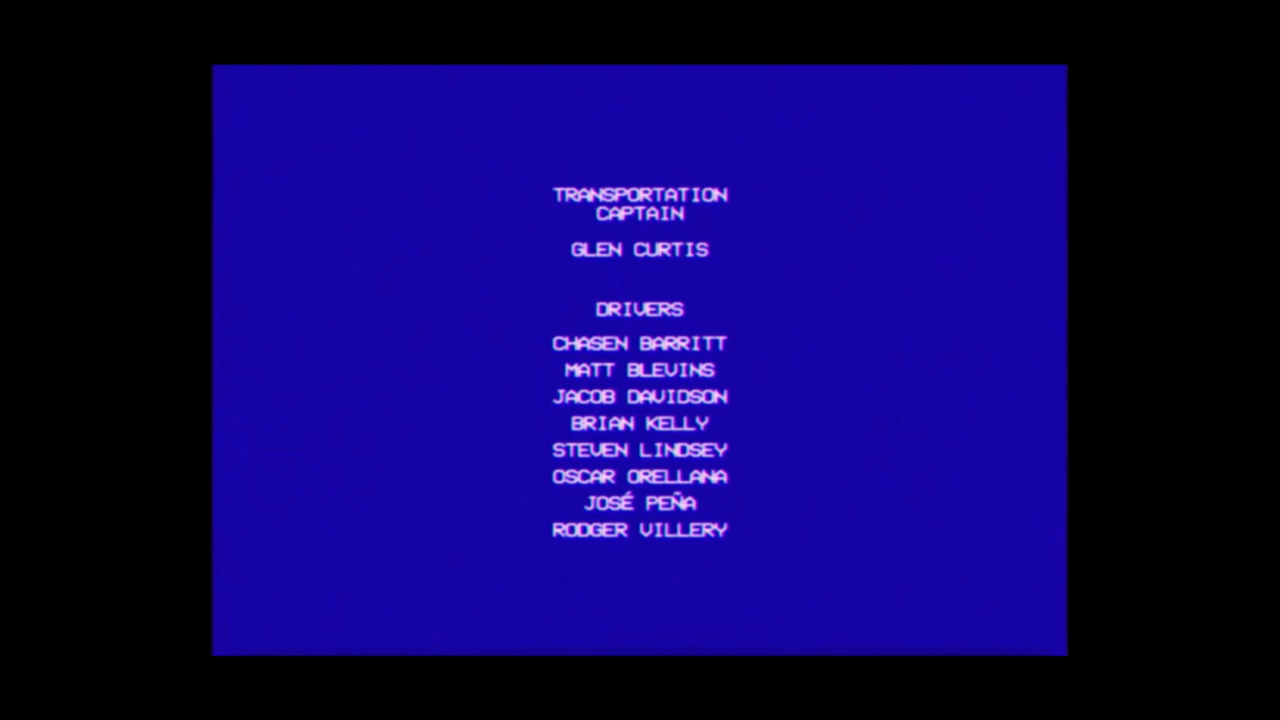 TRANSPORTATION
CAPTAIN
GLEN CURTIS
DRIVERS
CHASEN BARRITT
MATT BLEVINS
JACOB DAVIDSON
BRIAN KELLY
STEVEN LINDSEY
OSCAR ORELLANA
JOSÉ PEÑA
RODGER VILLERY